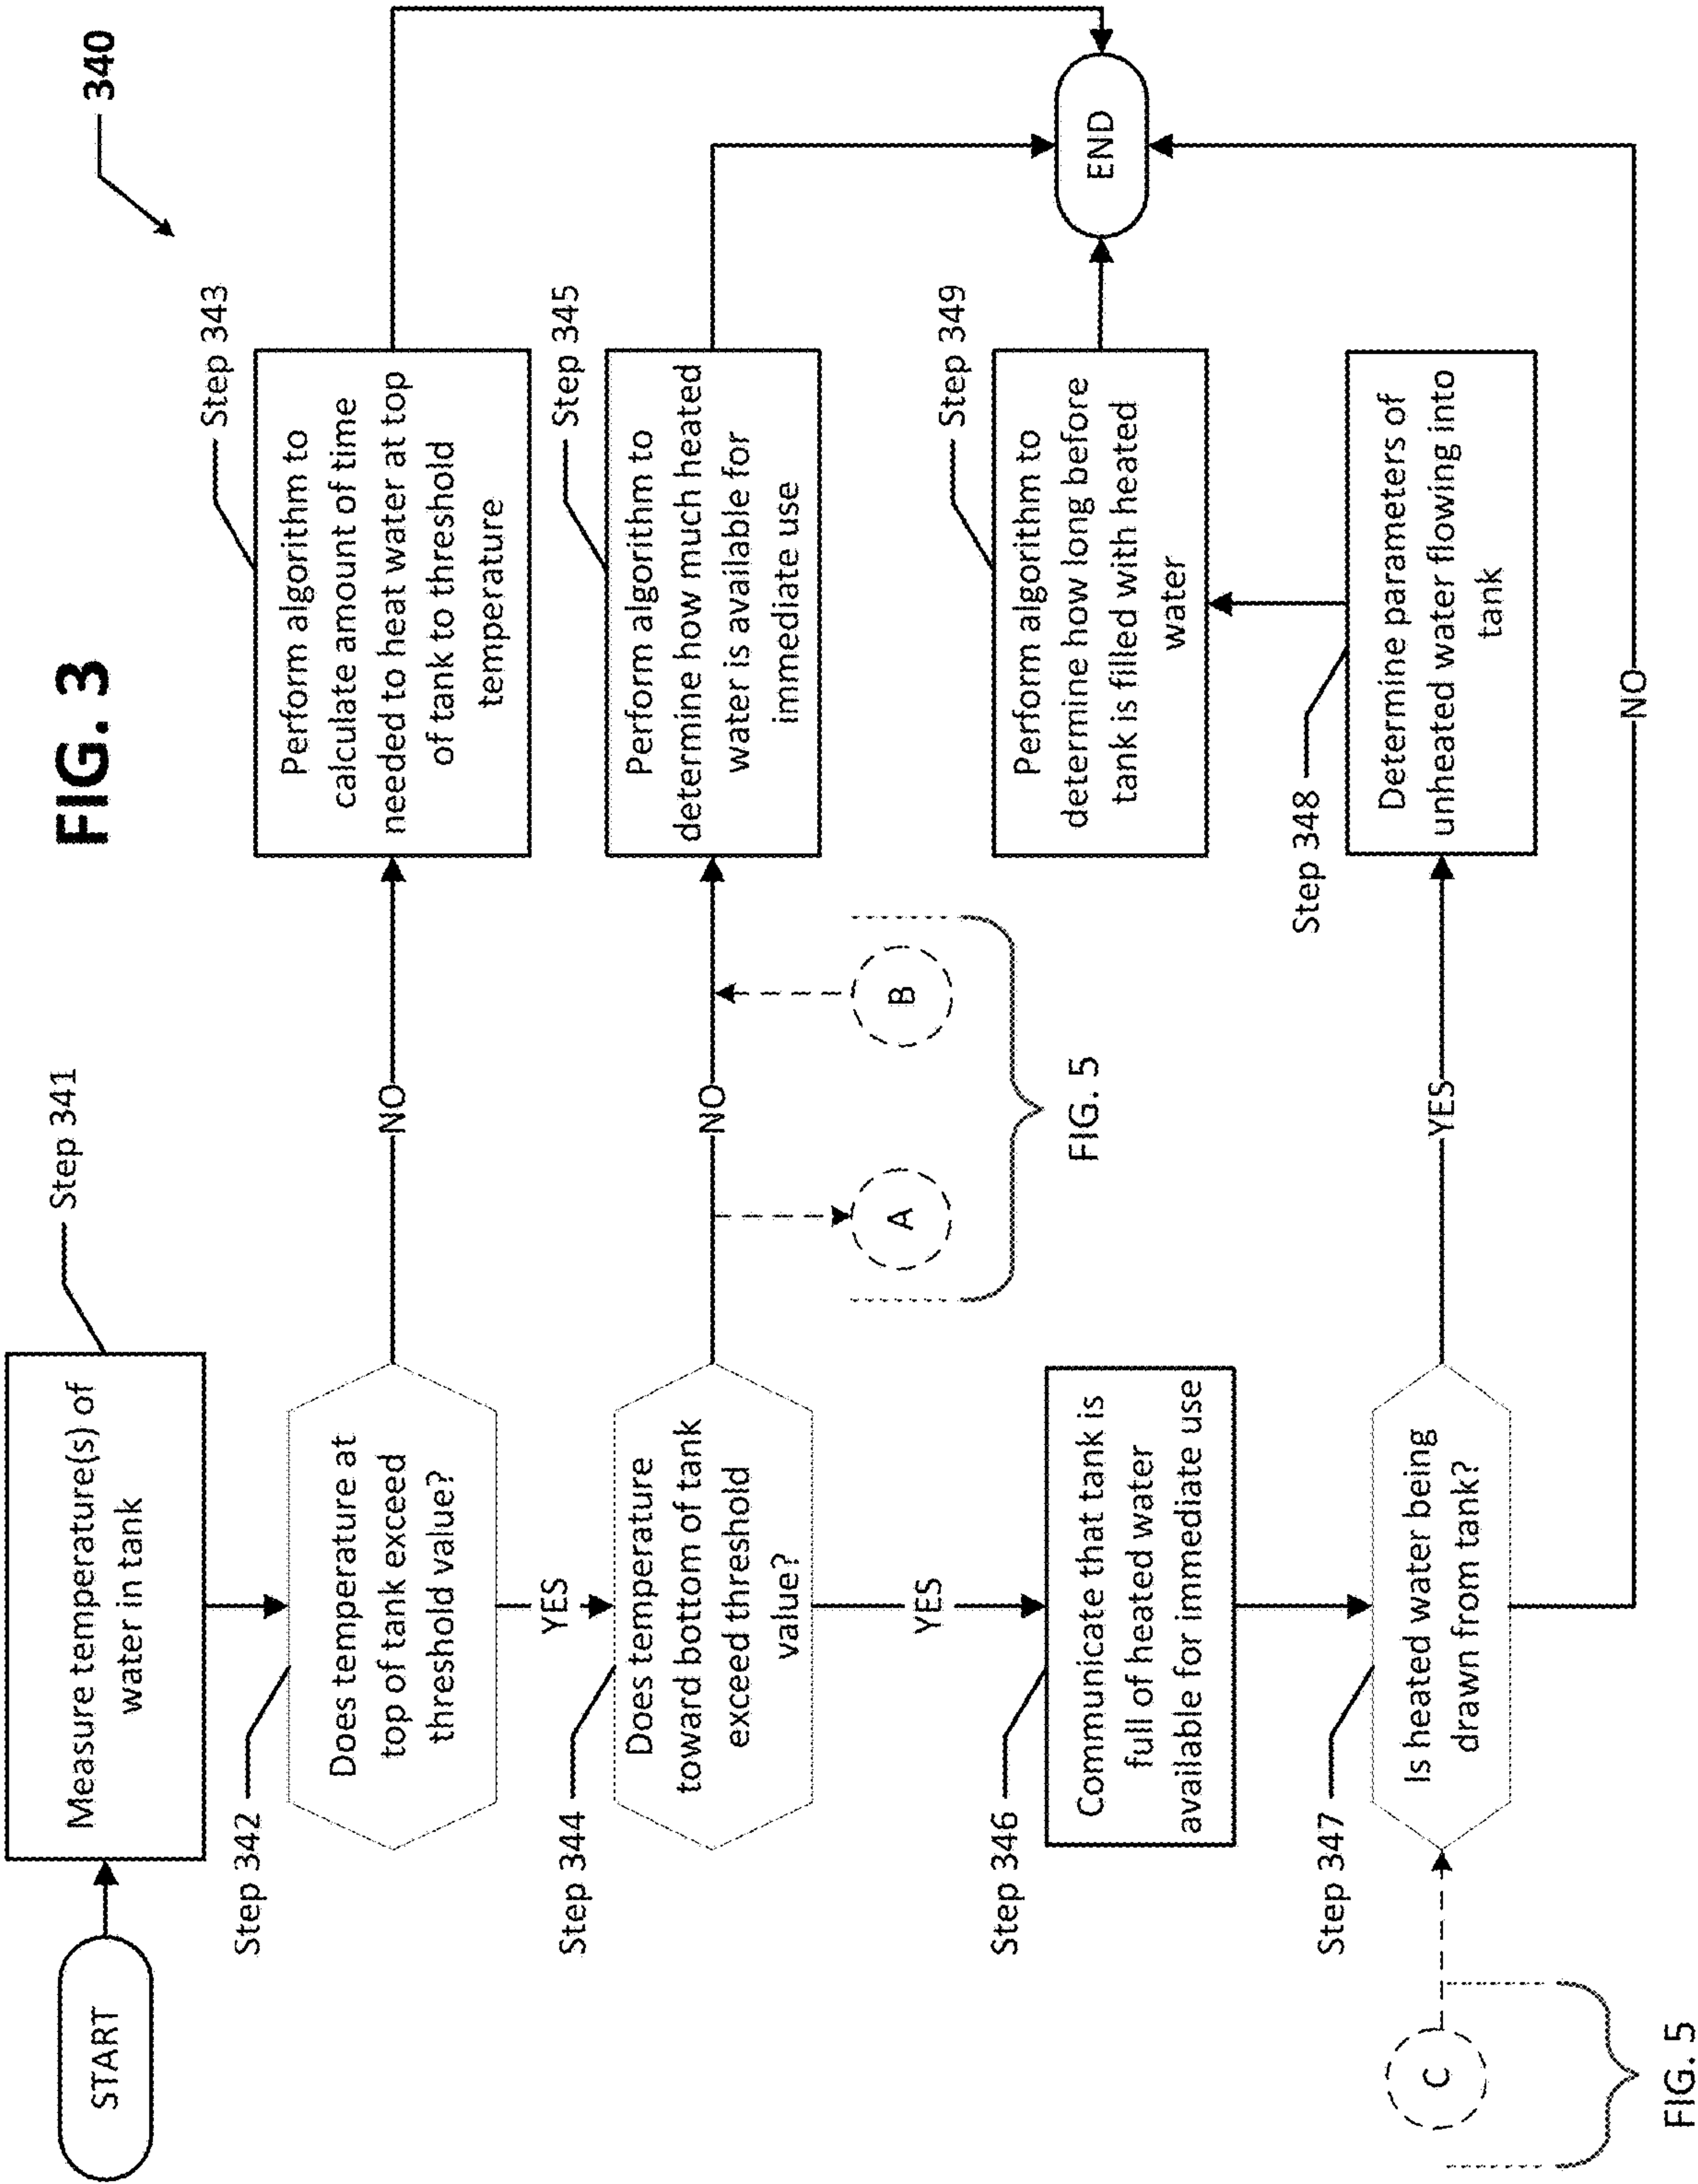 FIG. 3
340
START
Step 341
Measure temperature(s) of
water in tank
Step 342
Does temperature at
top of tank exceed
threshold value?
NO
Step 343
Perform algorithm to
calculate amount of time
needed to heat water at top
of tank to threshold
temperature
YES
Step 344
Does temperature
toward bottom of tank
exceed threshold
value?
NO
A
B
FIG. 5
Step 345
Perform algorithm to
determine how much heated
water is available for
immediate use
YES
Step 346
Communicate that tank is
full of heated water
available for immediate use
Step 347
Is heated water being
drawn from tank?
C
FIG. 5
YES
Step 348
Determine parameters of
unheated water flowing into
tank
Step 349
Perform algorithm to
determine how long before
tank is filled with heated
water
NO
END